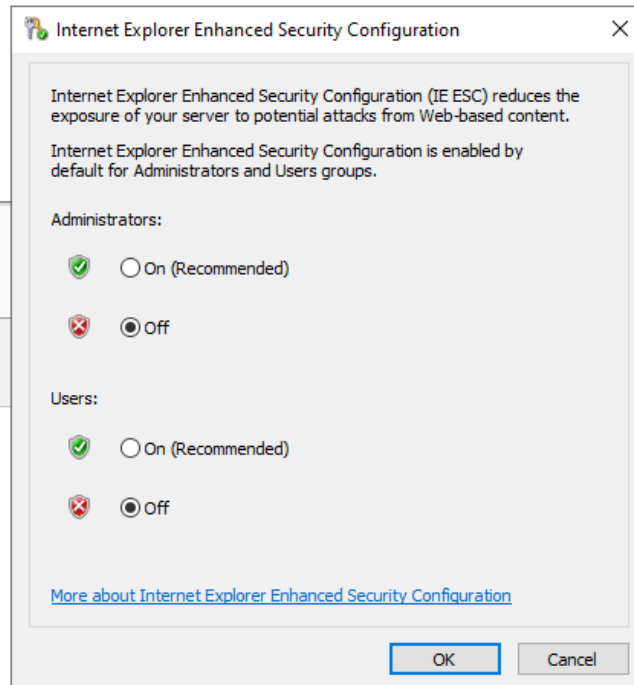 Internet Explorer Enhanced Security Configuration
Internet Explorer Enhanced Security Configuration (IE ESC) reduces the
exposure of your server to potential attacks from Web-based content.
Internet Explorer Enhanced Security Configuration is enabled by
default for Administrators and Users groups.
Administrators:
On (Recommended)
Off
Users:
On (Recommended)
Off
More about Internet Explorer Enhanced Security Configuration
OK
Cancel